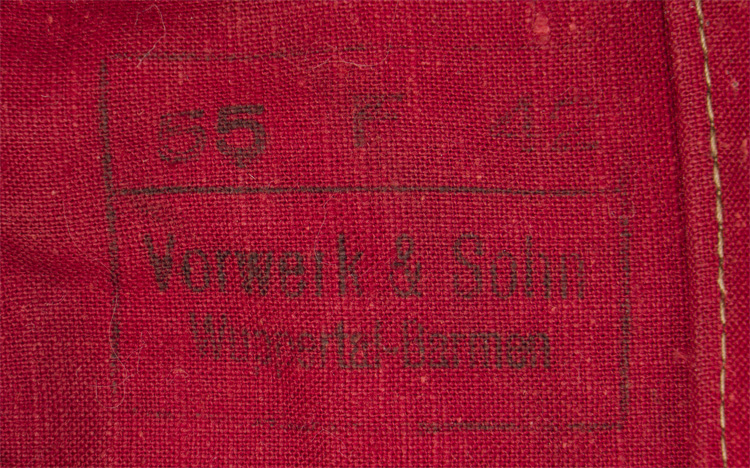 55 F 42
Vorwerk & Sohn
Wuppertal-Barmen